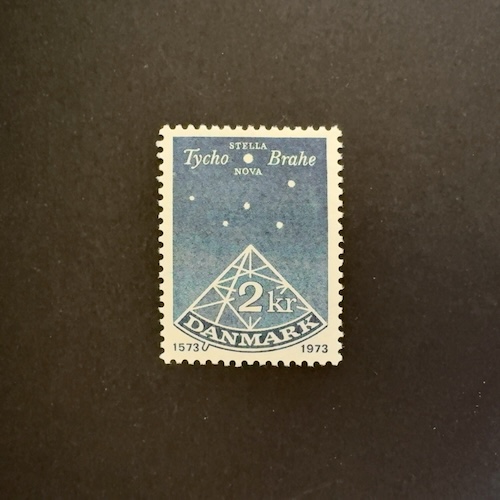 STELLA
Tycho Brahe
NOVA
2 kr
DANMARK
1573 1973